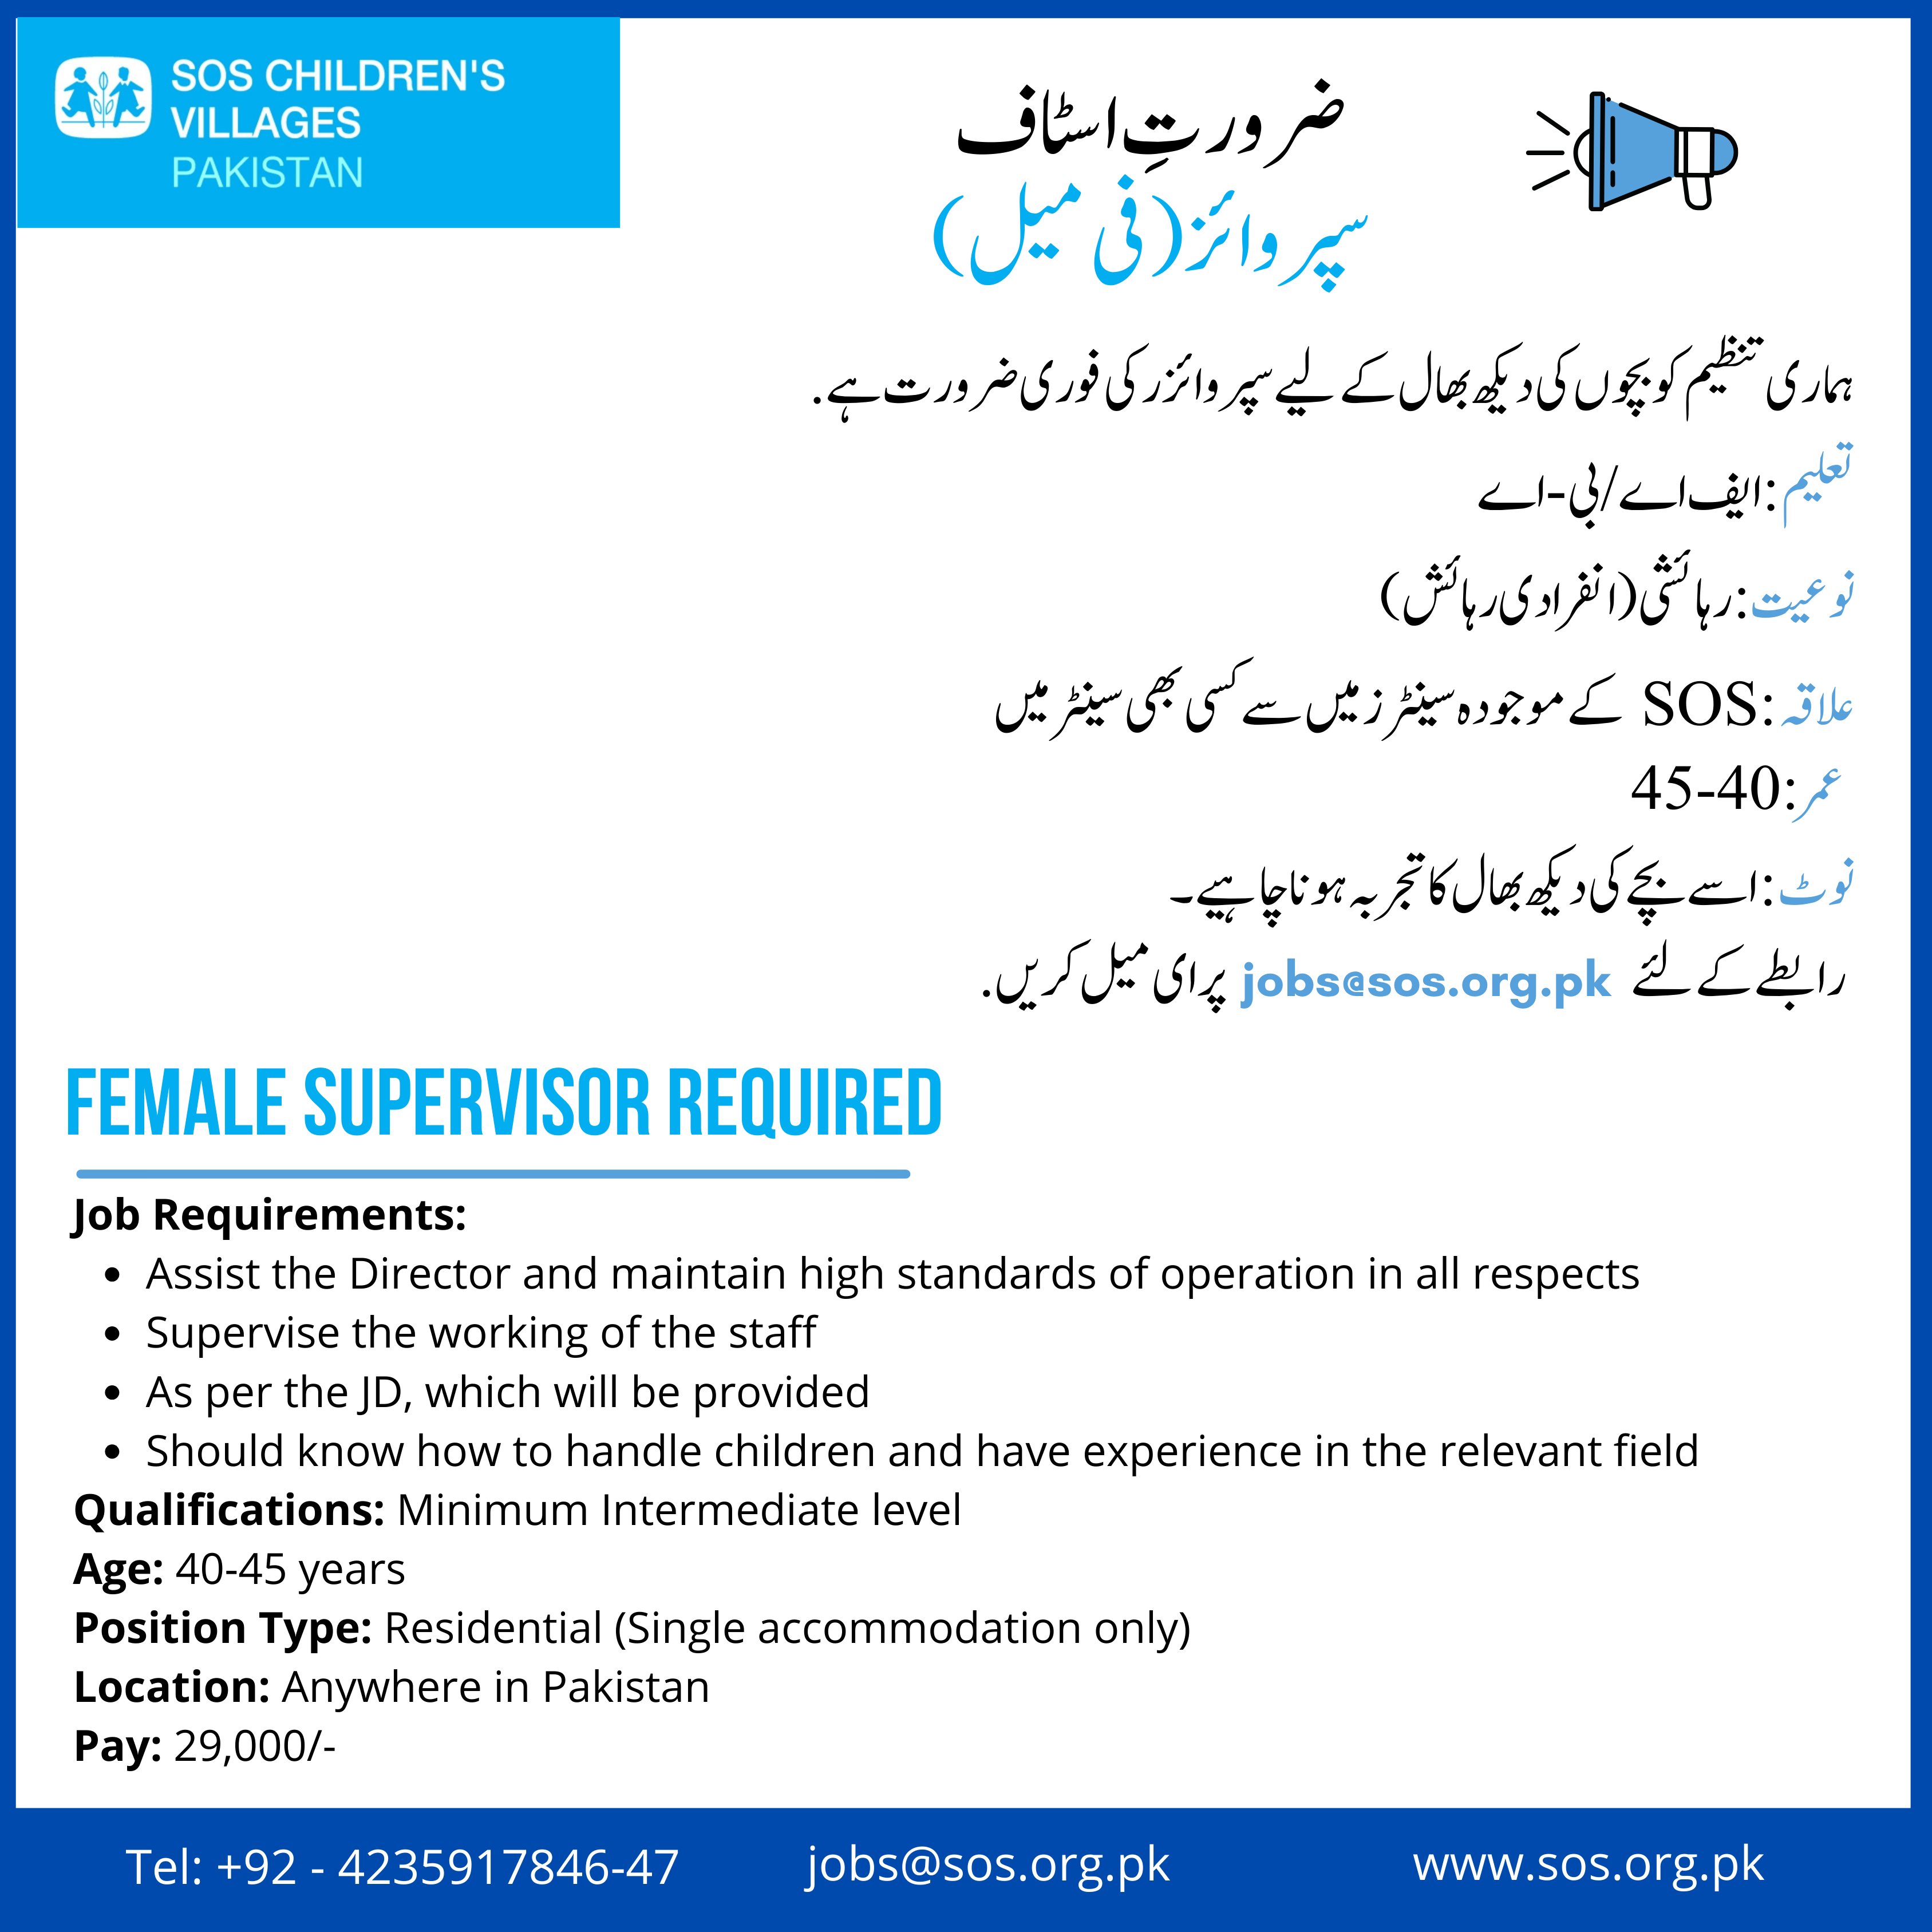 SOS CHILDREN'S
VILLAGES
PAKISTAN
ضرورتِ اسٹاف
سپروائز(فی میل)
ہماری تنظیم کو بچوں کی دیکھ بھال کے لیے سپروائزر کی فوری ضرورت ہے.
تعلیم: ایف اے/بی-اے
نوعیت: رہائشی(انفرادی رہائش)
علاقہ: SOS کے موجودہ سینٹرز میں سے کسی بھی سینٹر میں
عمر: 45-40
نوٹ: اسے بچے کی دیکھ بھال کا تجربہ ہونا چاہیے۔
رابطے کے لئے jobs@sos.org.pk پر ای میل کریں.
FEMALE SUPERVISOR REQUIRED
Job Requirements:
• Assist the Director and maintain high standards of operation in all respects
• Supervise the working of the staff
• As per the JD, which will be provided
• Should know how to handle children and have experience in the relevant field
Qualifications: Minimum Intermediate level
Age: 40-45 years
Position Type: Residential (Single accommodation only)
Location: Anywhere in Pakistan
Pay: 29,000/-
Tel: +92 - 4235917846-47
jobs@sos.org.pk
www.sos.org.pk